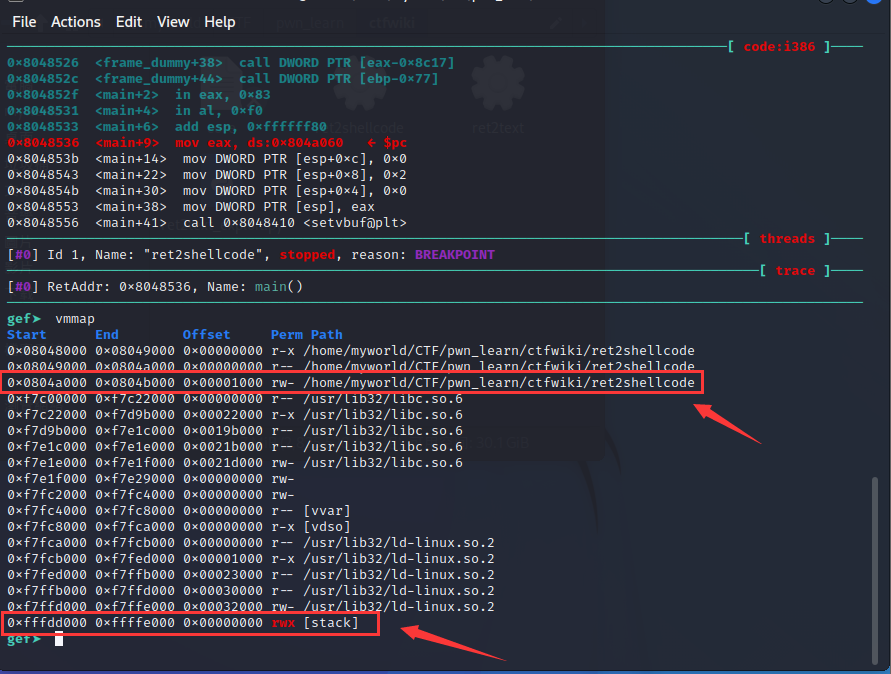 File Actions Edit View Help
[ code:i386 ]
0×8048526 <frame_dummy+38> call DWORD PTR [eax-0×8c17]
0×804852c <frame_dummy+44> call DWORD PTR [ebp-0×77]
0×804852f <main+2> in eax, 0×83
0×8048531 <main+4> in al, 0×f0
0×8048533 <main+6> add esp, 0×ffffff80
0×8048536 <main+9> mov eax, ds:0×804a060 ← $pc
0×804853b <main+14> mov DWORD PTR [esp+0×c], 0×0
0×8048543 <main+22> mov DWORD PTR [esp+0×8], 0×2
0×804854b <main+30> mov DWORD PTR [esp+0×4], 0×0
0×8048553 <main+38> mov DWORD PTR [esp], eax
0×8048556 <main+41> call 0×8048410 <setvbuf@plt>
[ threads ]
[#0] Id 1, Name: "ret2shellcode", stopped, reason: BREAKPOINT
[ trace ]
[#0] RetAddr: 0×8048536, Name: main()
gef➤ vmmap
Start End Offset Perm Path
0×08048000 0×08049000 0×00000000 r-x /home/myworld/CTF/pwn_learn/ctfwiki/ret2shellcode
0×08049000 0×0804a000 0×00000000 r-- /home/myworld/CTF/pwn_learn/ctfwiki/ret2shellcode
0×0804a000 0×0804b000 0×00001000 rw- /home/myworld/CTF/pwn_learn/ctfwiki/ret2shellcode
0×f7c00000 0×f7c22000 0×00000000 r-- /usr/lib32/libc.so.6
0×f7c22000 0×f7d9b000 0×00022000 r-x /usr/lib32/libc.so.6
0×f7d9b000 0×f7e1c000 0×0019b000 r-- /usr/lib32/libc.so.6
0×f7e1c000 0×f7e1e000 0×0021b000 r-- /usr/lib32/libc.so.6
0×f7e1e000 0×f7e1f000 0×0021d000 rw- /usr/lib32/libc.so.6
0×f7e1f000 0×f7e29000 0×00000000 rw-
0×f7fc2000 0×f7fc4000 0×00000000 rw-
0×f7fc4000 0×f7fc8000 0×00000000 r-- [vvar]
0×f7fc8000 0×f7fca000 0×00000000 r-x [vdso]
0×f7fca000 0×f7fcb000 0×00000000 r-- /usr/lib32/ld-linux.so.2
0×f7fcb000 0×f7fed000 0×00001000 r-x /usr/lib32/ld-linux.so.2
0×f7fed000 0×f7ffb000 0×00023000 r-- /usr/lib32/ld-linux.so.2
0×f7ffb000 0×f7ffd000 0×00030000 r-- /usr/lib32/ld-linux.so.2
0×f7ffd000 0×f7ffe000 0×00032000 rw- /usr/lib32/ld-linux.so.2
0×fffdd000 0×ffffe000 0×00000000 rwx [stack]
gef➤